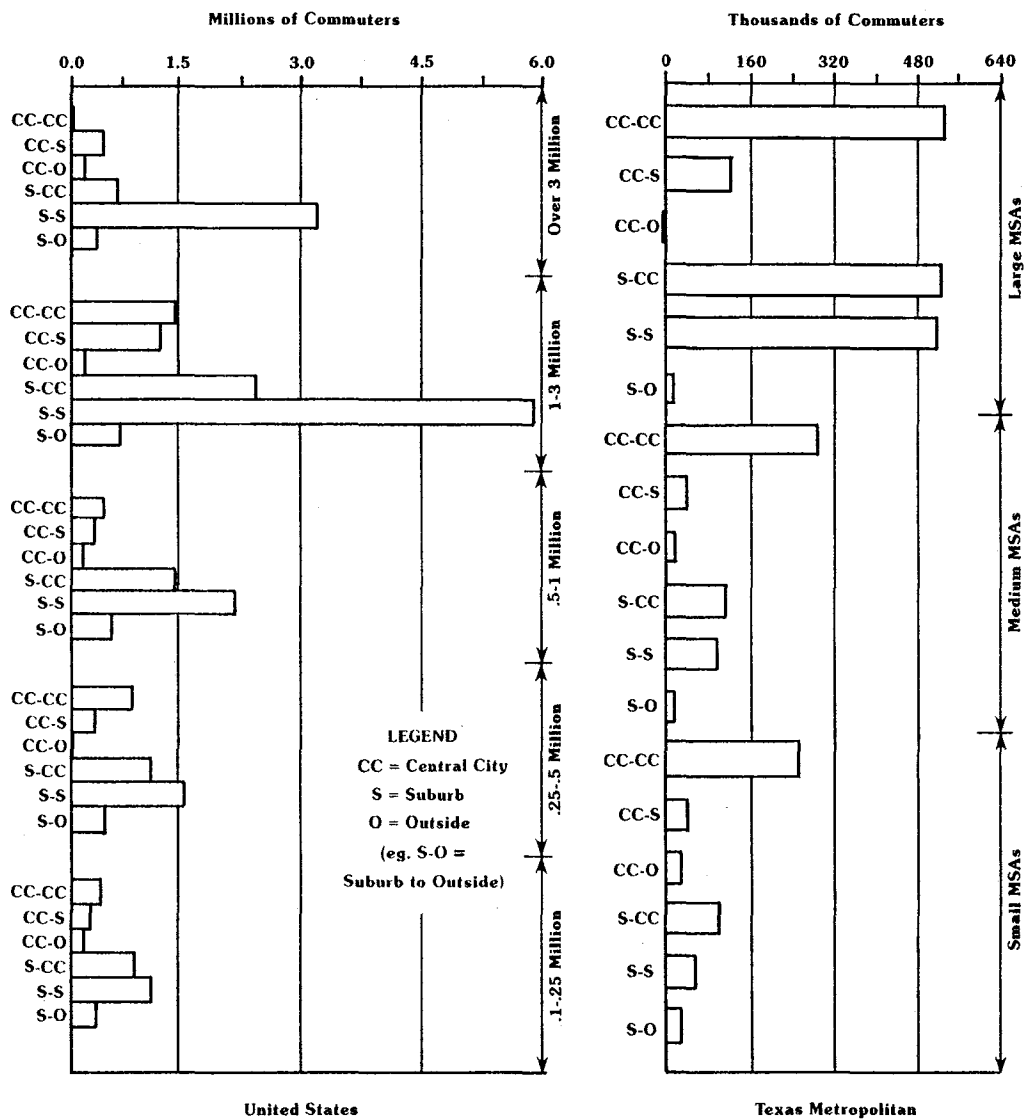 Millions of Commuters
0.0 1.5 3.0 4.5 6.0
CC-CC
CC-S
CC-O
S-CC
S-S
S-O
Over 3 Million
CC-CC
CC-S
CC-O
S-CC
S-S
S-O
1-3 Million
CC-CC
CC-S
CC-O
S-CC
S-S
S-O
.5-1 Million
CC-CC
CC-S
CC-O
S-CC
S-S
S-O
.25-.5 Million
LEGEND
CC = Central City
S = Suburb
O = Outside
(eg. S-O =
Suburb to Outside)
CC-CC
CC-S
CC-O
S-CC
S-S
S-O
.1-.25 Million
United States
Thousands of Commuters
0 160 320 480 640
CC-CC
CC-S
CC-O
S-CC
S-S
S-O
Large MSAs
CC-CC
CC-S
CC-O
S-CC
S-S
S-O
Medium MSAs
CC-CC
CC-S
CC-O
S-CC
S-S
S-O
Small MSAs
Texas Metropolitan